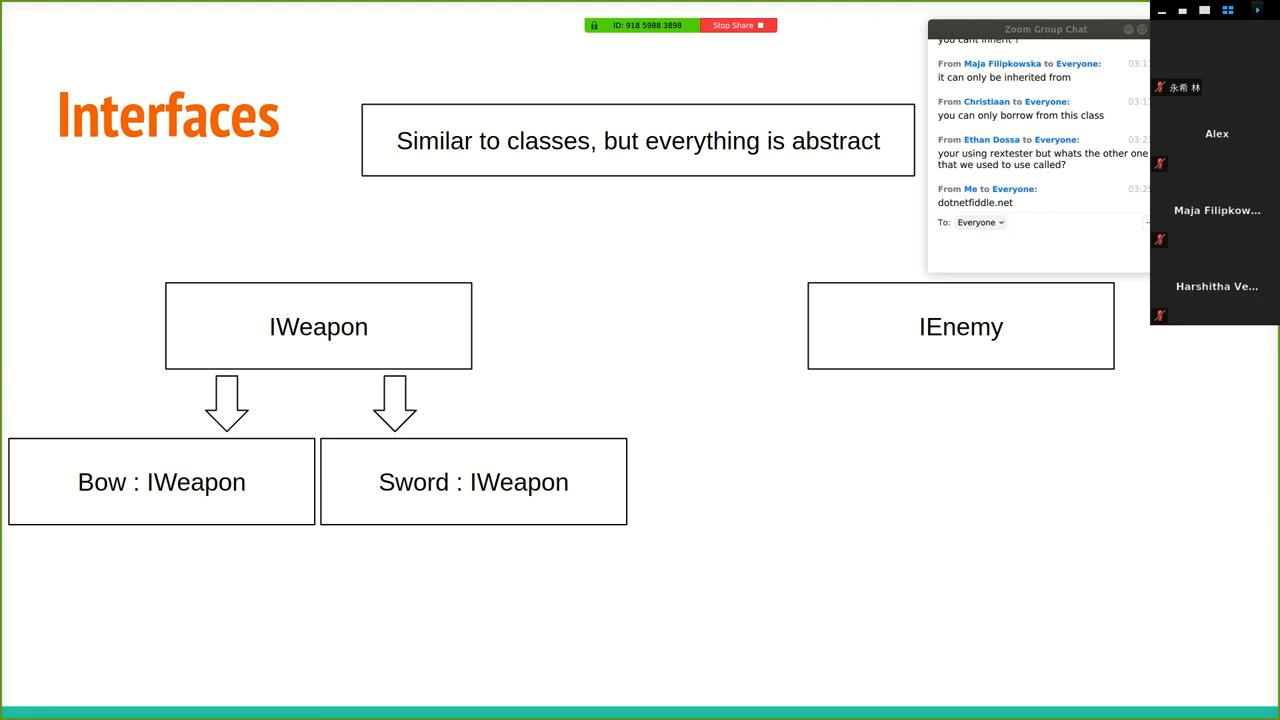 ID: 918 5988 3898
Stop Share
Interfaces
Similar to classes, but everything is abstract
IWeapon
IEnemy
Bow : IWeapon
Sword : IWeapon
Zoom Group Chat
you cant inherit ?
From Maja Filipkowska to Everyone:
it can only be inherited from
From Christiaan to Everyone:
you can only borrow from this class
From Ethan Dossa to Everyone:
your using rextester but whats the other one
that we used to use called?
From Me to Everyone:
dotnetfiddle.net
To: Everyone
永希 林
Alex
Maja Filipkow...
Harshitha Ve...